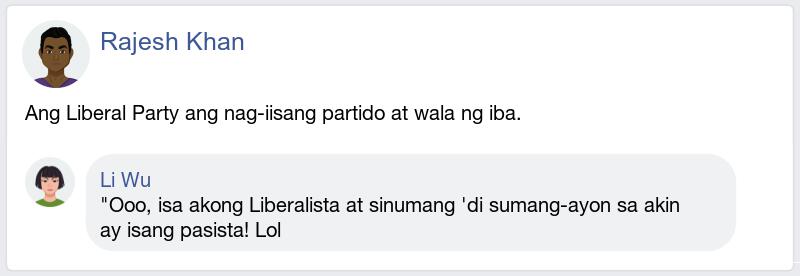 Rajesh Khan
Ang Liberal Party ang nag-iisang partido at wala ng iba.
Li Wu
"Ooo, isa akong Liberalista at sinumang 'di sumang-ayon sa akin
ay isang pasista! Lol